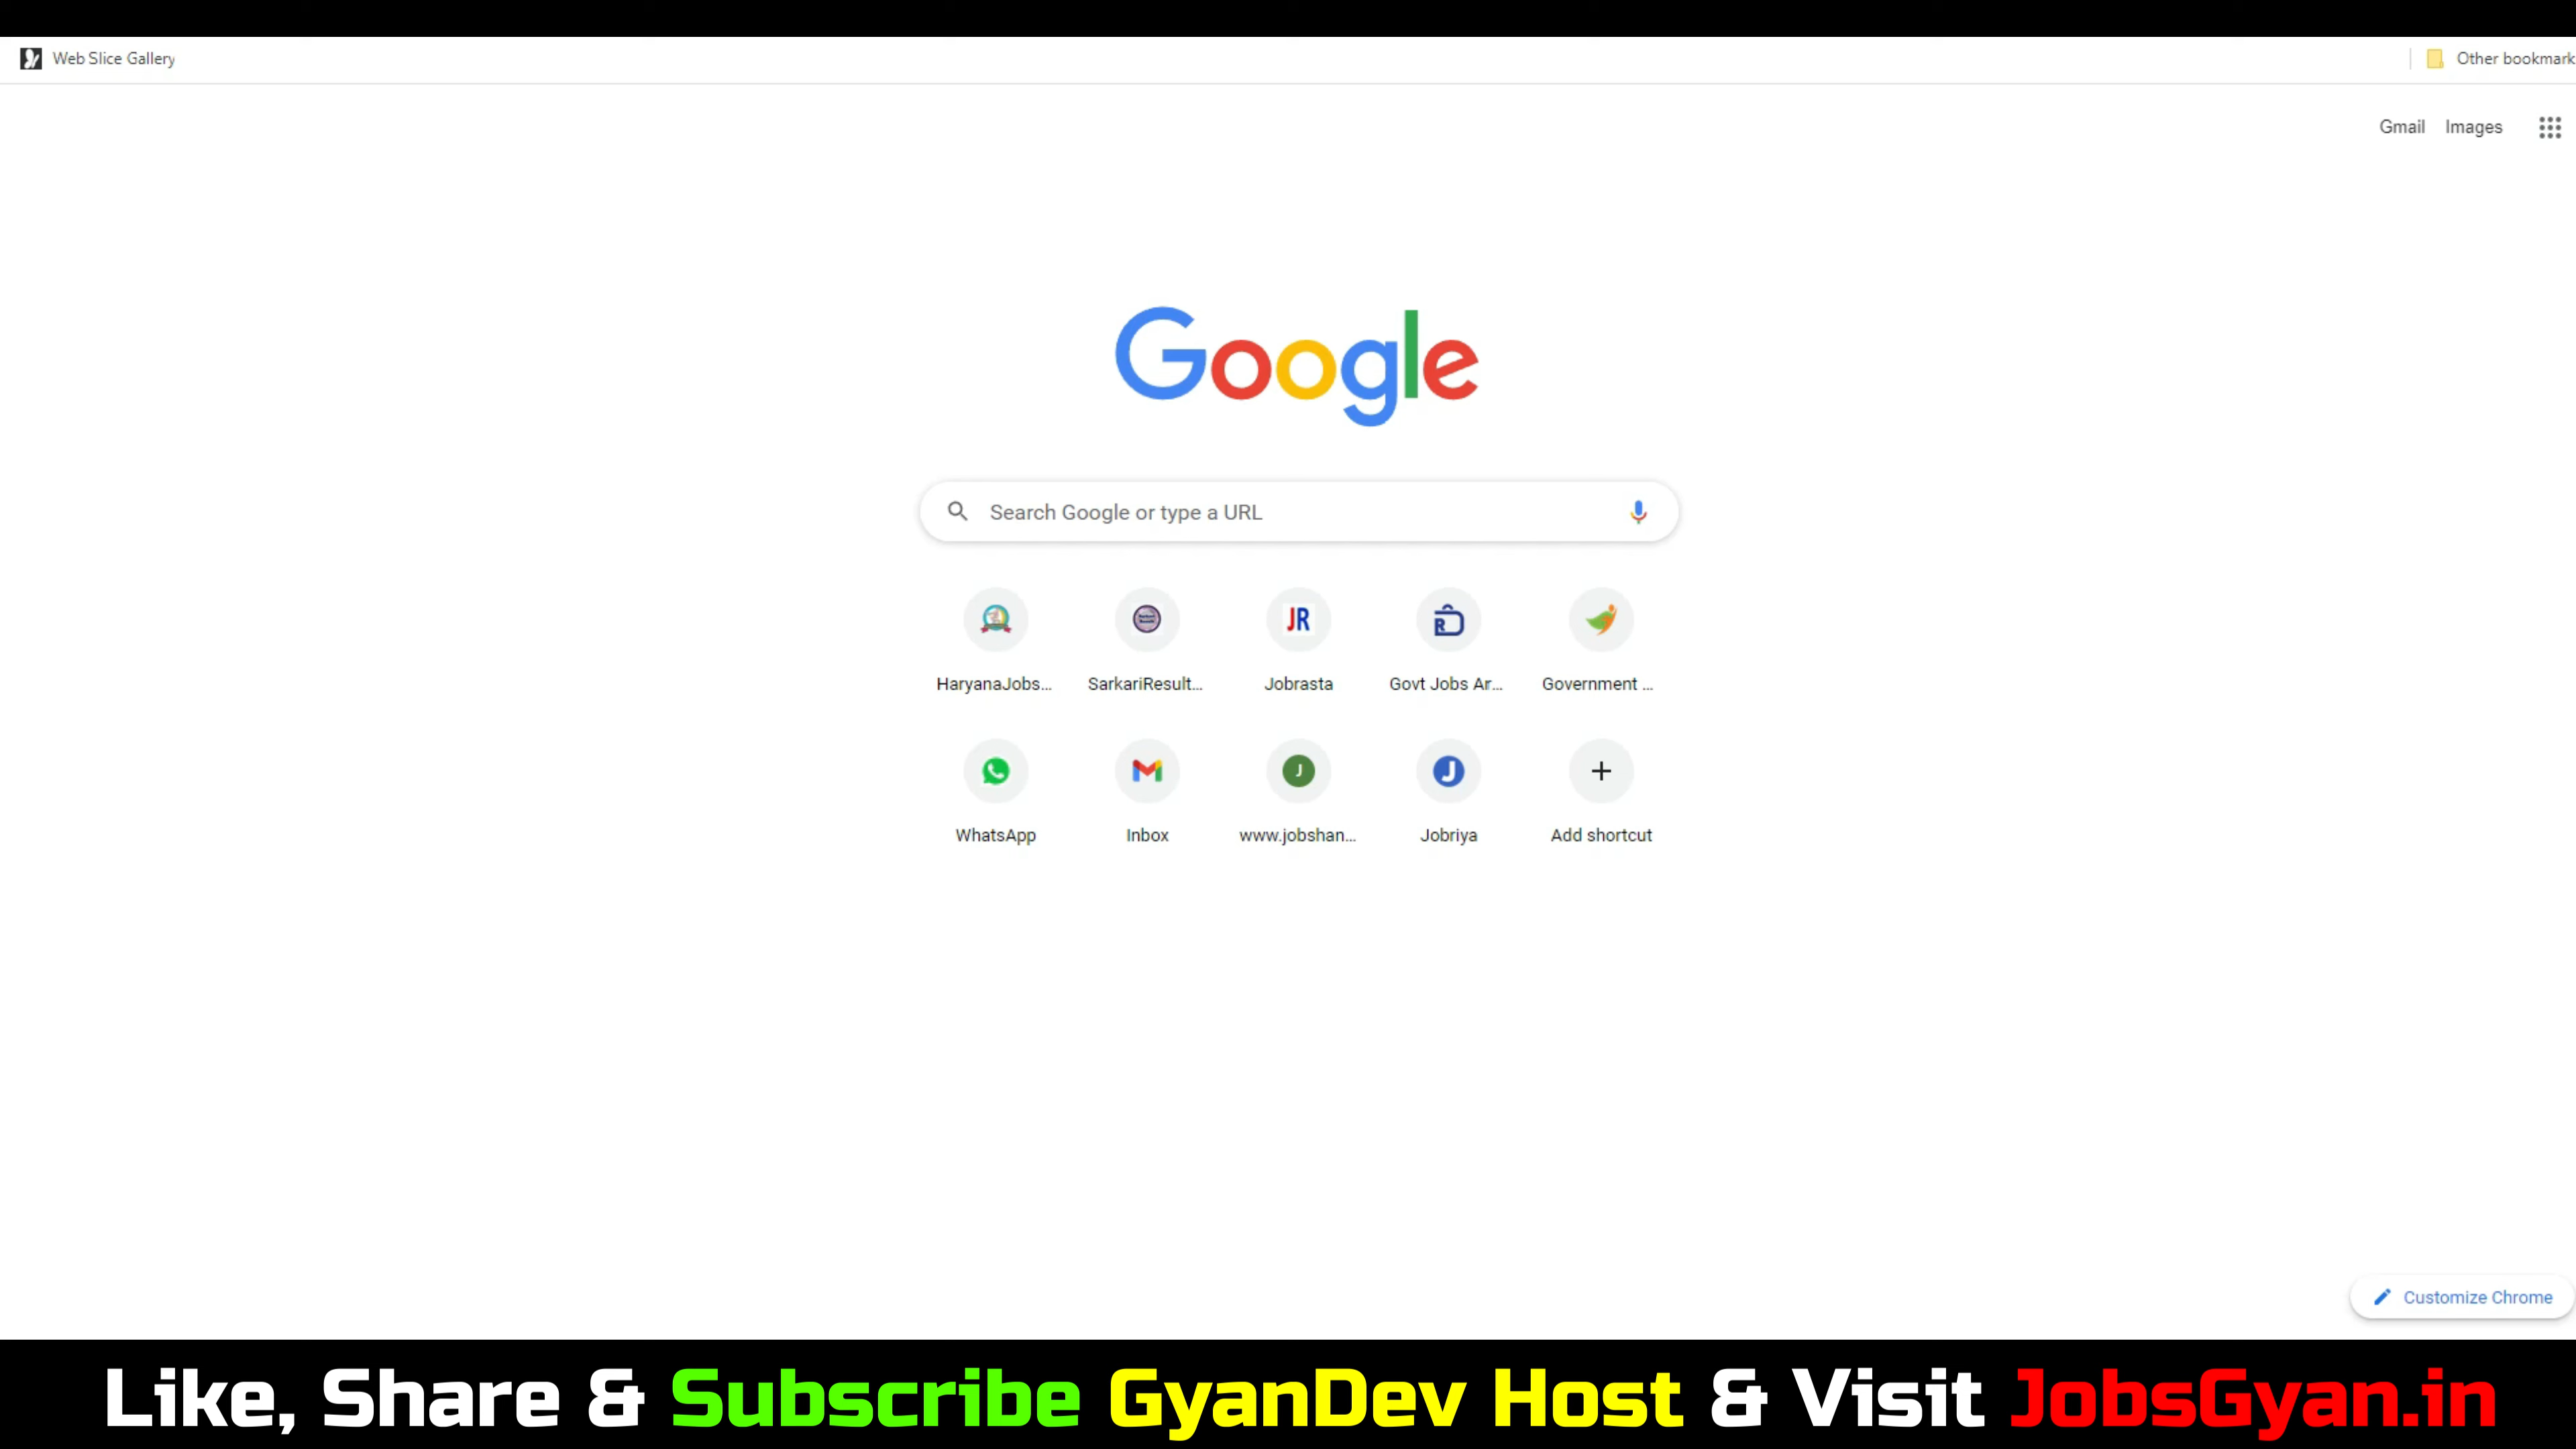 Web Slice Gallery
Other bookmark
Gmail Images
Google
Search Google or type a URL
JR
R
HaryanaJobs... SarkariResult... Jobrasta Govt Jobs Ar... Government ...
J J
WhatsApp Inbox www.jobshan... Jobriya Add shortcut
Customize Chrome
Like, Share & Subscribe GyanDev Host & Visit JobsGyan.in